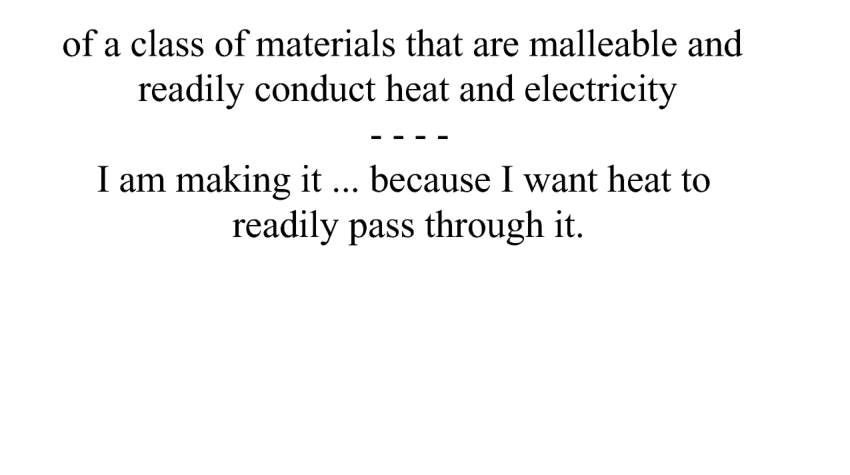 of a class of materials that are malleable and
readily conduct heat and electricity
- - - -
I am making it ... because I want heat to
readily pass through it.